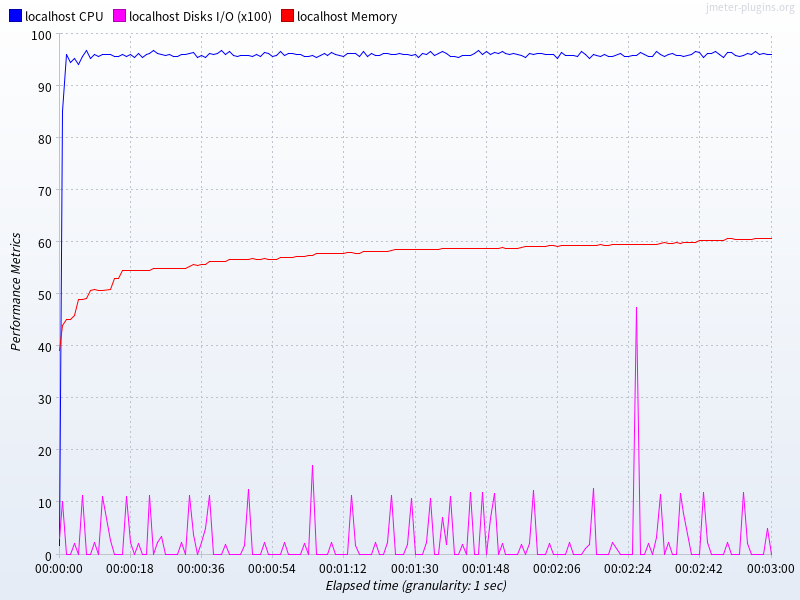 jmeter-plugins.org
localhost CPU localhost Disks I/O (x100) localhost Memory
100
90
80
70
60
50
40
30
20
10
0
Performance Metrics
00:00:00 00:00:18 00:00:36 00:00:54 00:01:12 00:01:30 00:01:48 00:02:06 00:02:24 00:02:42 00:03:00
Elapsed time (granularity: 1 sec)